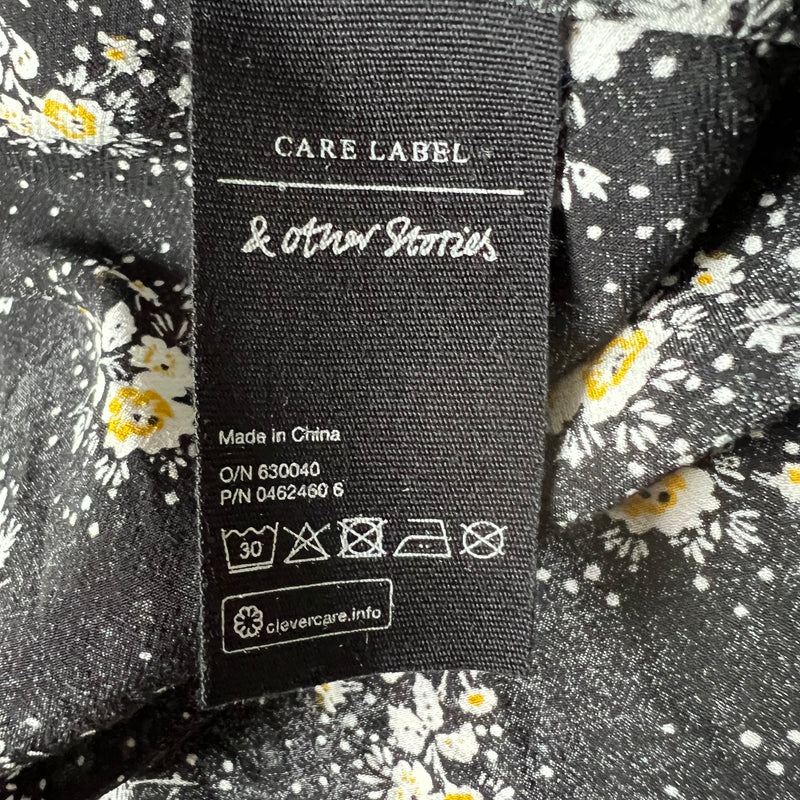 CARE LABEL
& other Stories
Made in China
O/N 630040
P/N 0462460 6
30
clevercare.info